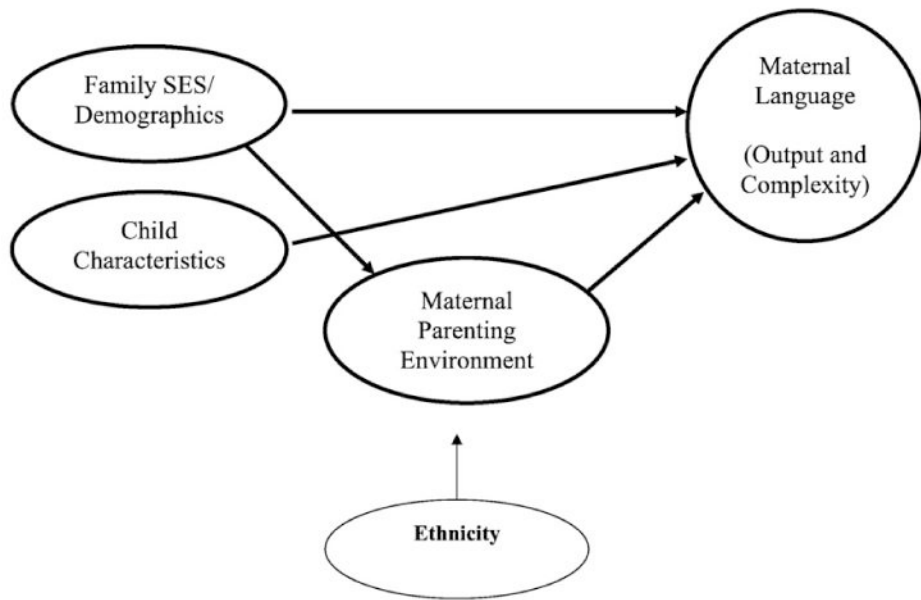 Family SES/
Demographics
Maternal
Language
(Output and
Complexity)
Child
Characteristics
Maternal
Parenting
Environment
Ethnicity